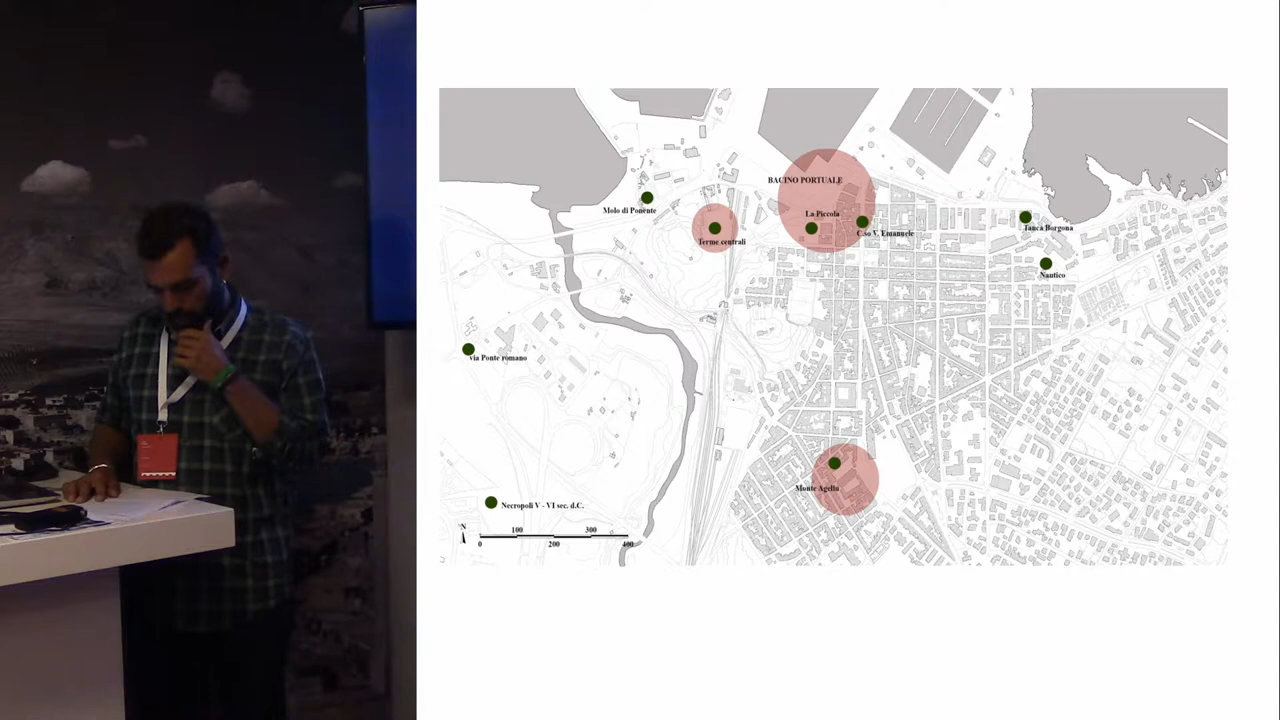 BACINO PORTUALE
Molo di Ponente
La Piccola
Terme centrali
C.so V. Emanuele
Tanca Borgona
Nautico
via Ponte romano
Monte Agellu
Necropoli V - VI sec. d.C.
N
100
300
0
200
400